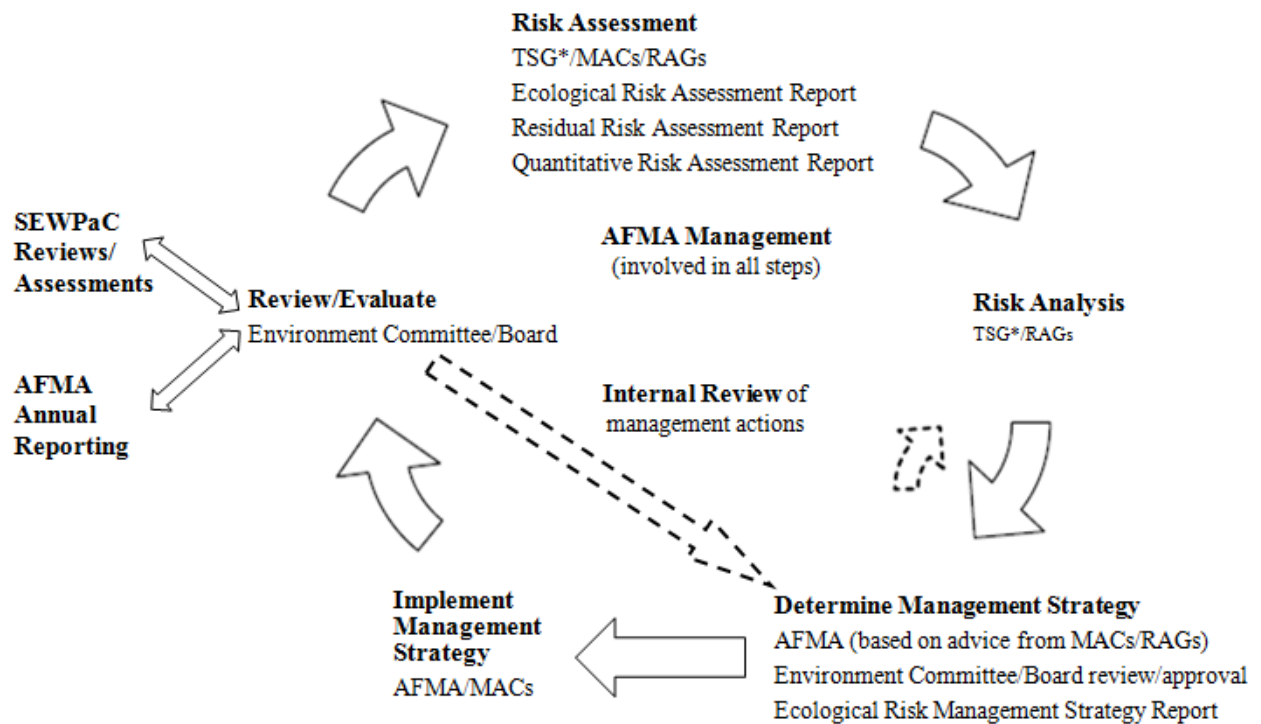 Risk Assessment
TSG*/MACs/RAGs
Ecological Risk Assessment Report
Residual Risk Assessment Report
Quantitative Risk Assessment Report
SEWPaC
Reviews/
Assessments
AFMA Management
(involved in all steps)
Review/Evaluate
Environment Committee/Board
Risk Analysis
TSG*/RAGs
AFMA
Annual
Reporting
Internal Review of
management actions
Implement
Management
Strategy
AFMA/MACs
Determine Management Strategy
AFMA (based on advice from MACs/RAGs)
Environment Committee/Board review/approval
Ecological Risk Management Strategy Report